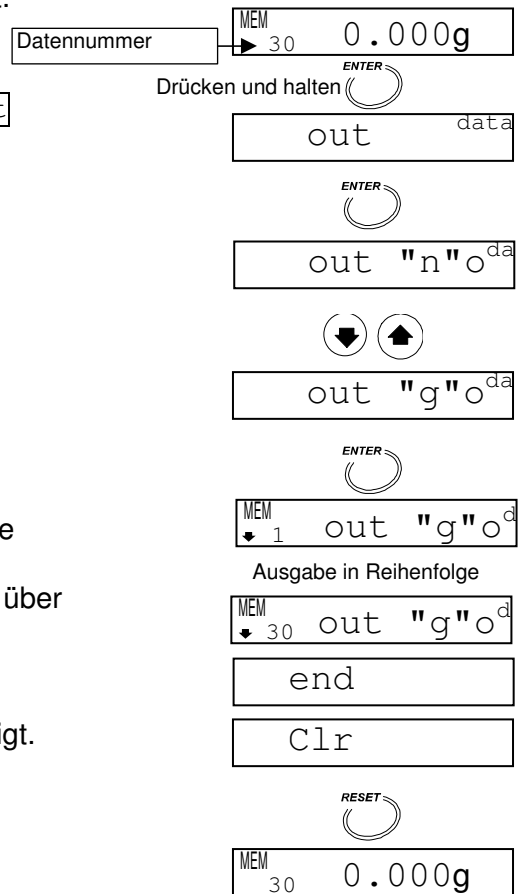 MEM
30 0.000g
Datennummer
ENTER
Drücken und halten
out data
ENTER
out "n"o da
out "g"o da
ENTER
MEM
1 out "g"o d
e
Ausgabe in Reihenfolge
über
MEM
30 out "g"o d
end
igt.
Clr
RESET
MEM
30 0.000g